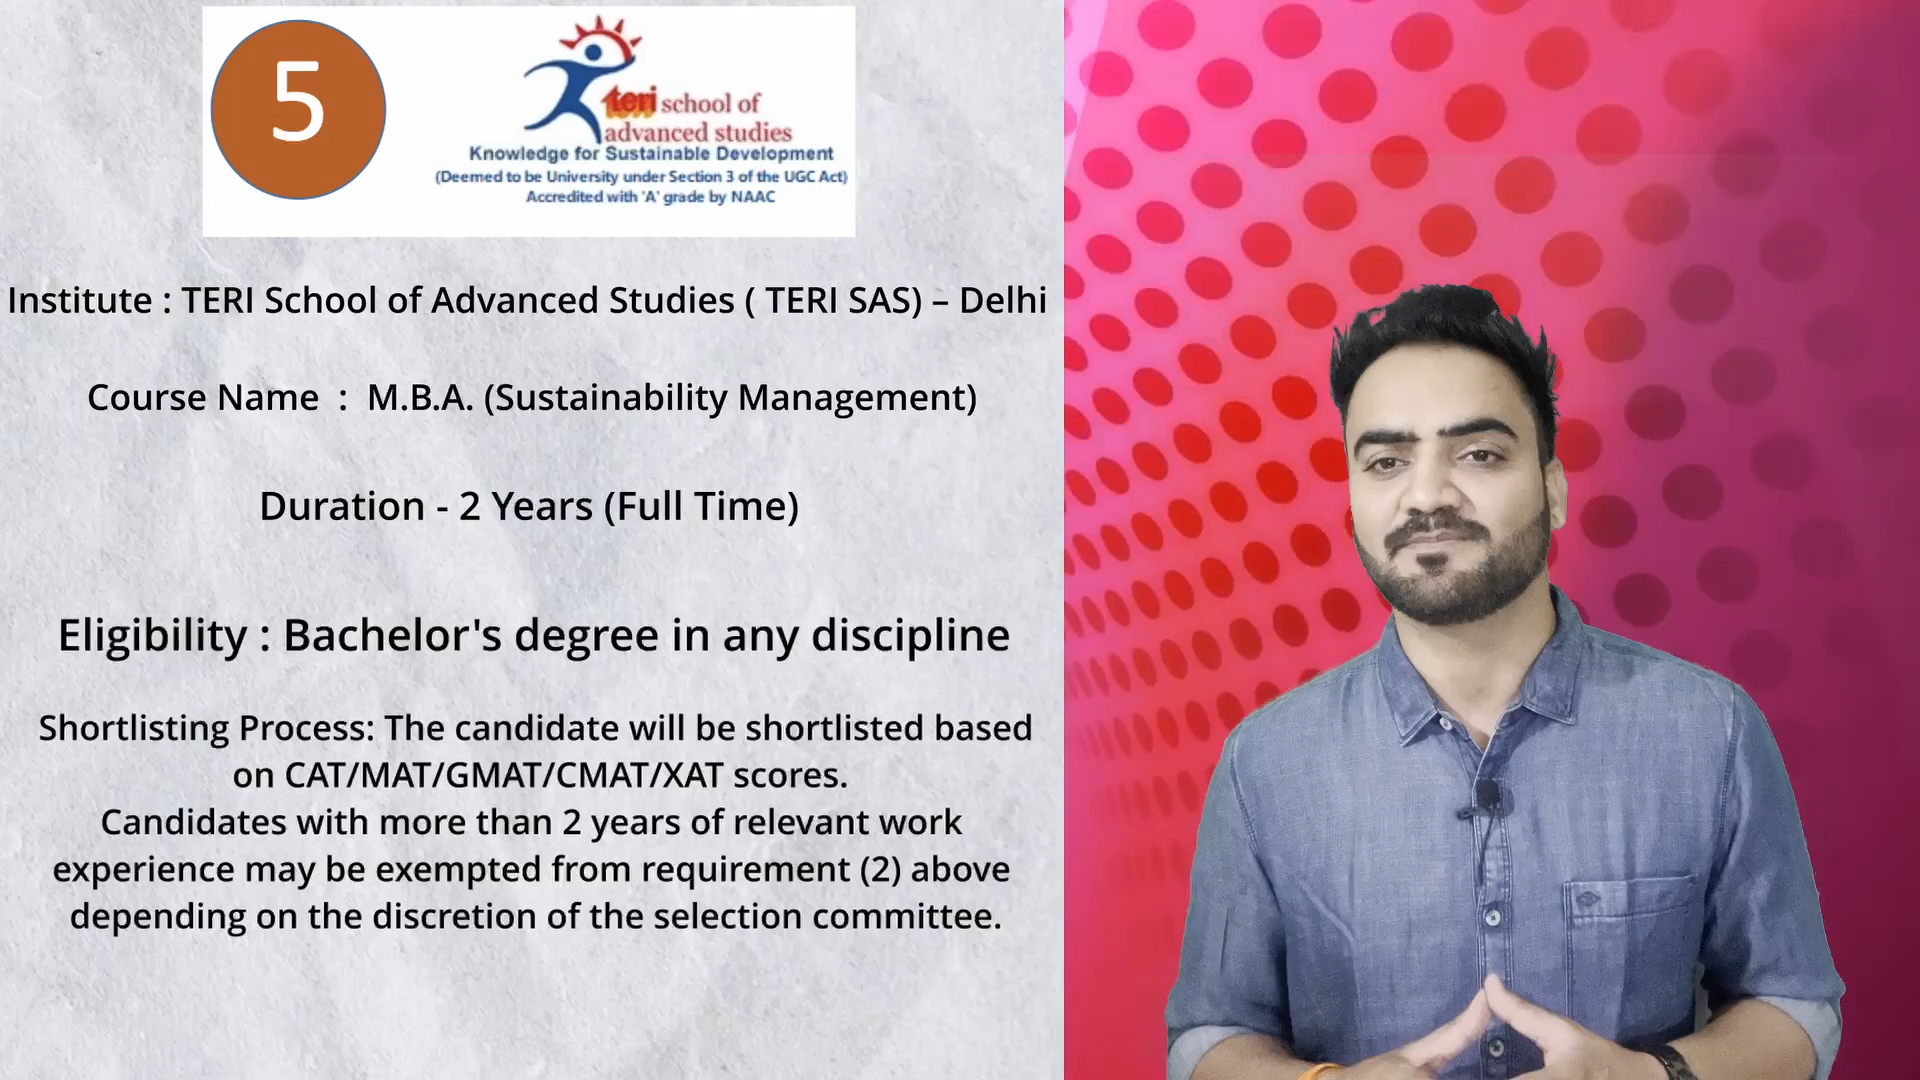 5
teri school of
advanced studies
Knowledge for Sustainable Development
(Deemed to be University under Section 3 of the UGC Act)
Accredited with 'A' grade by NAAC
Institute : TERI School of Advanced Studies ( TERI SAS) – Delhi
Course Name : M.B.A. (Sustainability Management)
Duration - 2 Years (Full Time)
Eligibility : Bachelor's degree in any discipline
Shortlisting Process: The candidate will be shortlisted based
on CAT/MAT/GMAT/CMAT/XAT scores.
Candidates with more than 2 years of relevant work
experience may be exempted from requirement (2) above
depending on the discretion of the selection committee.